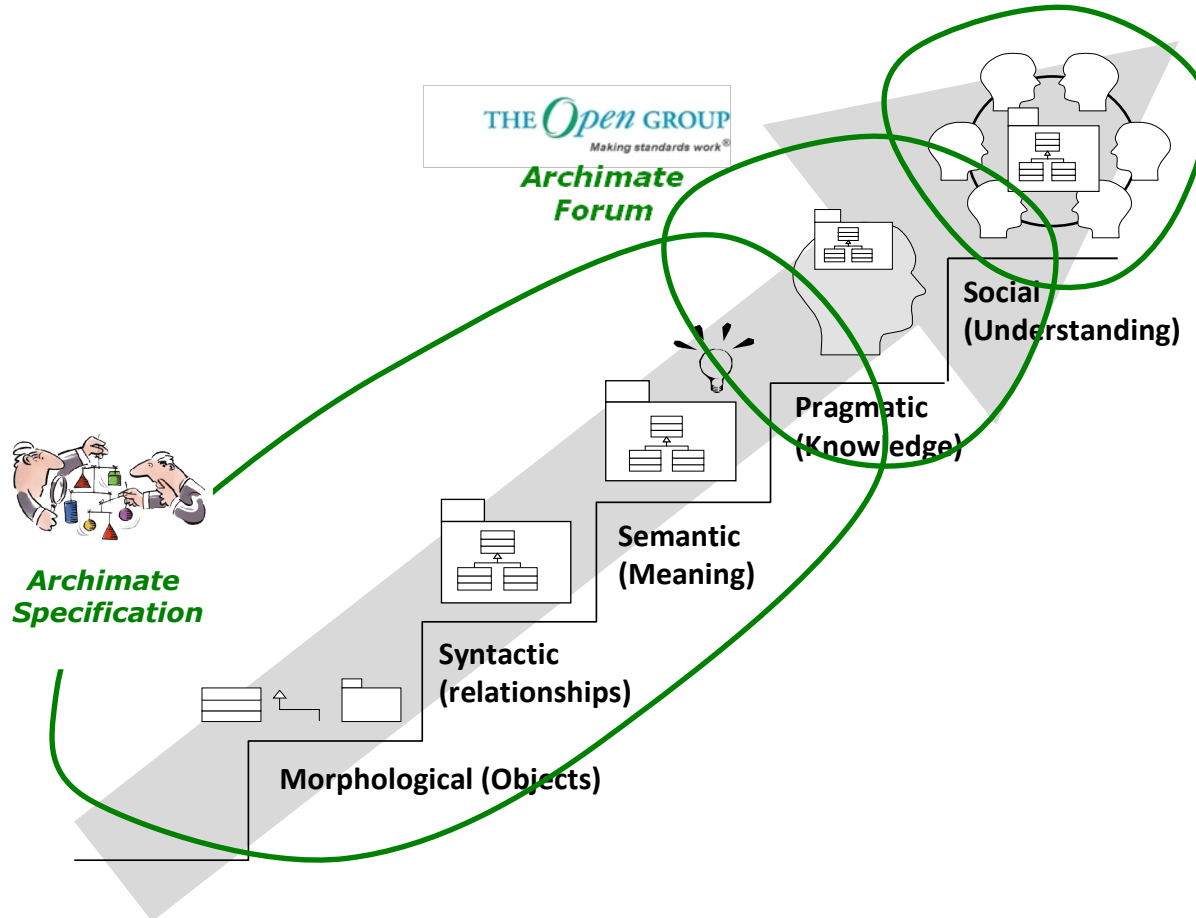 THE Open GROUP
Making standards work®
Archimate
Forum
Social
(Understanding)
Pragmatic
(Knowledge)
Semantic
(Meaning)
Archimate
Specification
Syntactic
(relationships)
Morphological (Objects)